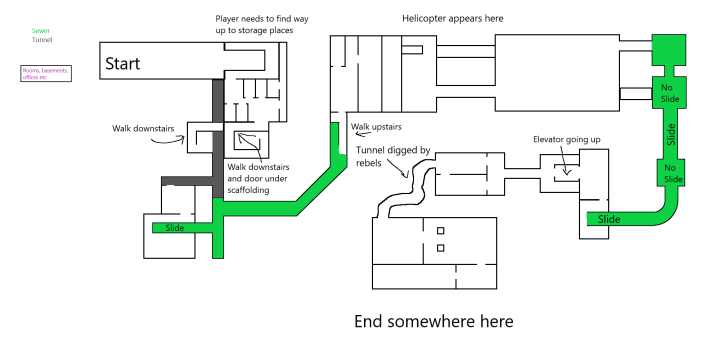 Player needs to find way
up to storage places
Helicopter appears here
Sewer
Tunnel
Start
Rooms, basements,
offices etc
No
Slide
Walk downstairs
Walk upstairs
Slide
Tunnel digged by
rebels
Elevator going up
Walk downstairs
and door under
scaffolding
No
Slide
Slide
Slide
End somewhere here